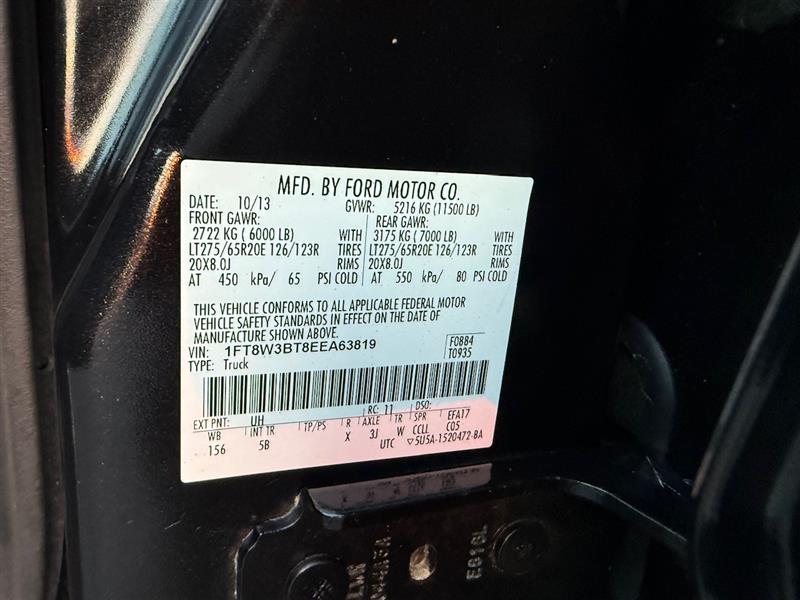 MFD. BY FORD MOTOR CO.
DATE: 10/13 GVWR: 5216 KG (11500 LB)
FRONT GAWR: REAR GAWR:
2722 KG ( 6000 LB) WITH 3175 KG ( 7000 LB) WITH
LT275/65R20E 126/123R TIRES LT275/65R20E 126/123R TIRES
20X8.0J RIMS 20X8.0J RIMS
AT 450 kPa/ 65 PSI COLD AT 550 kPa/ 80 PSI COLD
THIS VEHICLE CONFORMS TO ALL APPLICABLE FEDERAL MOTOR
VEHICLE SAFETY STANDARDS IN EFFECT ON THE DATE OF
MANUFACTURE SHOWN ABOVE.
VIN: 1FT8W3BT8EEA63819 F0884
TYPE: Truck T0935
RC: 11 DSO:
EXT PNT: UH
WB INT TR TP/PS R AXLE TR SPR EFA17
156 5B X 3J W CCLL C05
UTC ▽5U5A-1520472-BA
E816L